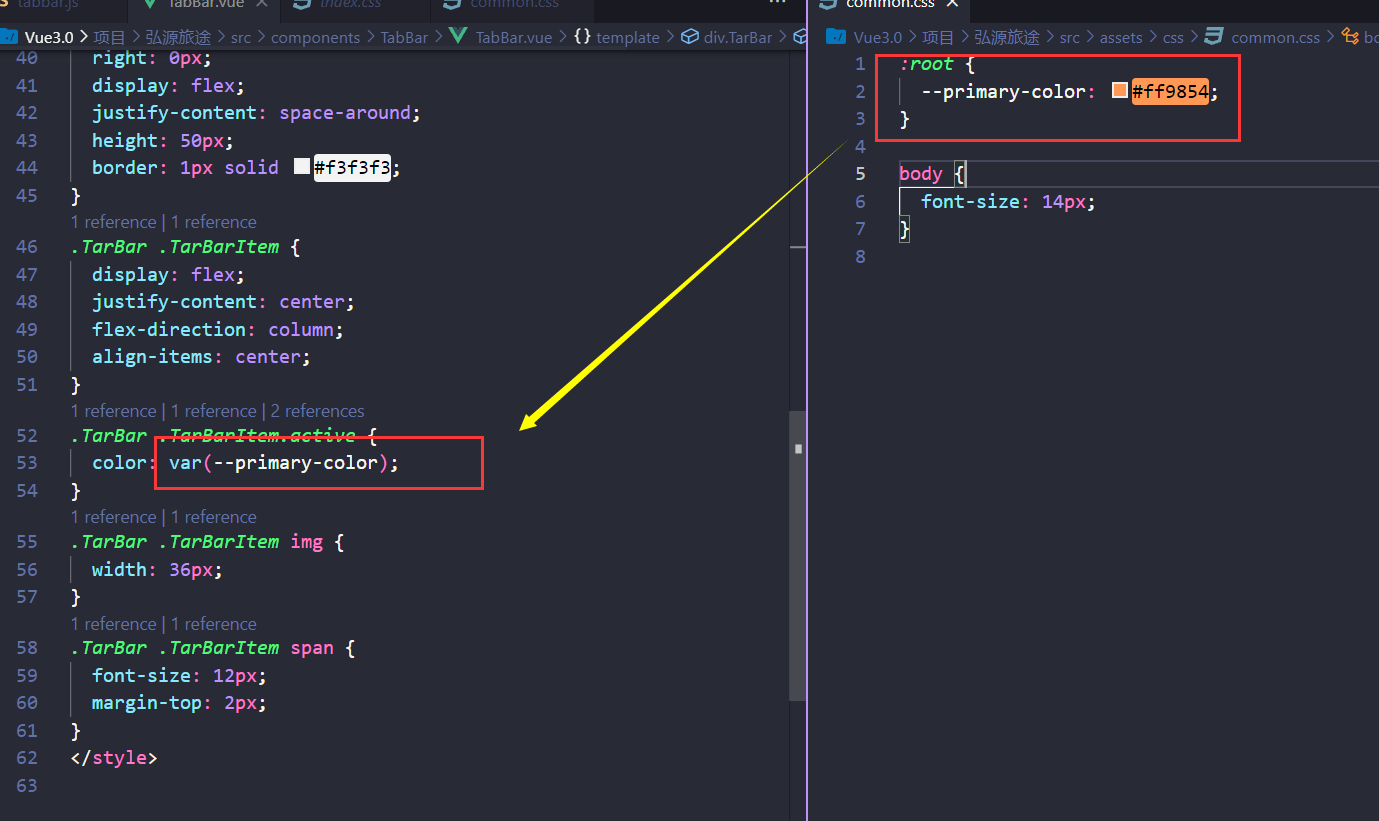 tabbar.js TabBar.vue index.css common.css ···
Vue3.0 > 项目 > 弘源旅途 > src > components > TabBar > TabBar.vue > {} template > div.TarBar >
40 right: 0px;
41 display: flex;
42 justify-content: space-around;
43 height: 50px;
44 border: 1px solid #f3f3f3;
45 }
1 reference | 1 reference
46 .TarBar .TarBarItem {
47 display: flex;
48 justify-content: center;
49 flex-direction: column;
50 align-items: center;
51 }
1 reference | 1 reference | 2 references
52 .TarBar .TarBarItem.active {
53 color: var(--primary-color);
54 }
1 reference | 1 reference
55 .TarBar .TarBarItem img {
56 width: 36px;
57 }
1 reference | 1 reference
58 .TarBar .TarBarItem span {
59 font-size: 12px;
60 margin-top: 2px;
61 }
62 </style>
63
common.css
Vue3.0 > 项目 > 弘源旅途 > src > assets > css > common.css > bo
1 :root {
2 --primary-color: #ff9854;
3 }
4
5 body {
6 font-size: 14px;
7 }
8